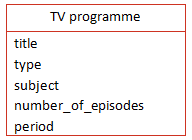 TV programme
title
type
subject
number_of_episodes
period